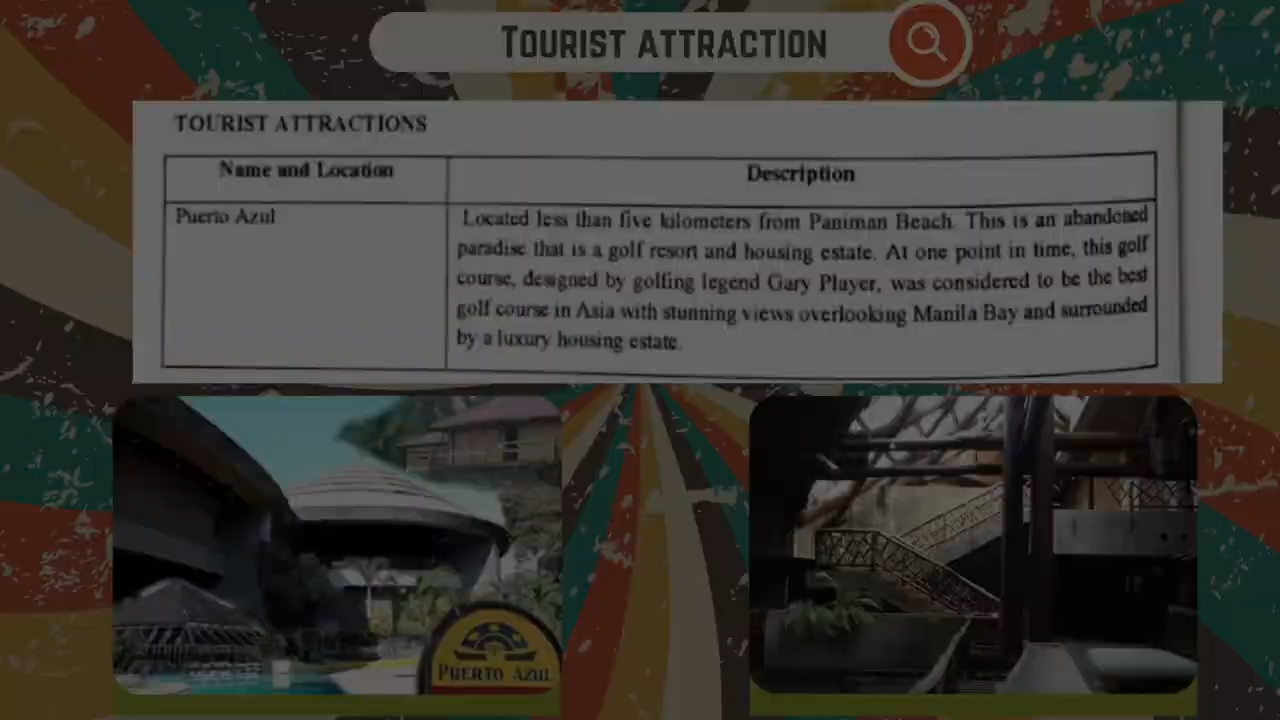 TOURIST ATTRACTION
TOURIST ATTRACTIONS
Name and Location
Description
Puerto Azul
Located less than five kilometers from Paniman Beach. This is an abandoned
paradise that is a golf resort and housing estate. At one point in time, this golf
course, designed by golfing legend Gary Player, was considered to be the best
golf course in Asia with stunning views overlooking Manila Bay and surrounded
by a luxury housing estate.
PUERTO AZUL